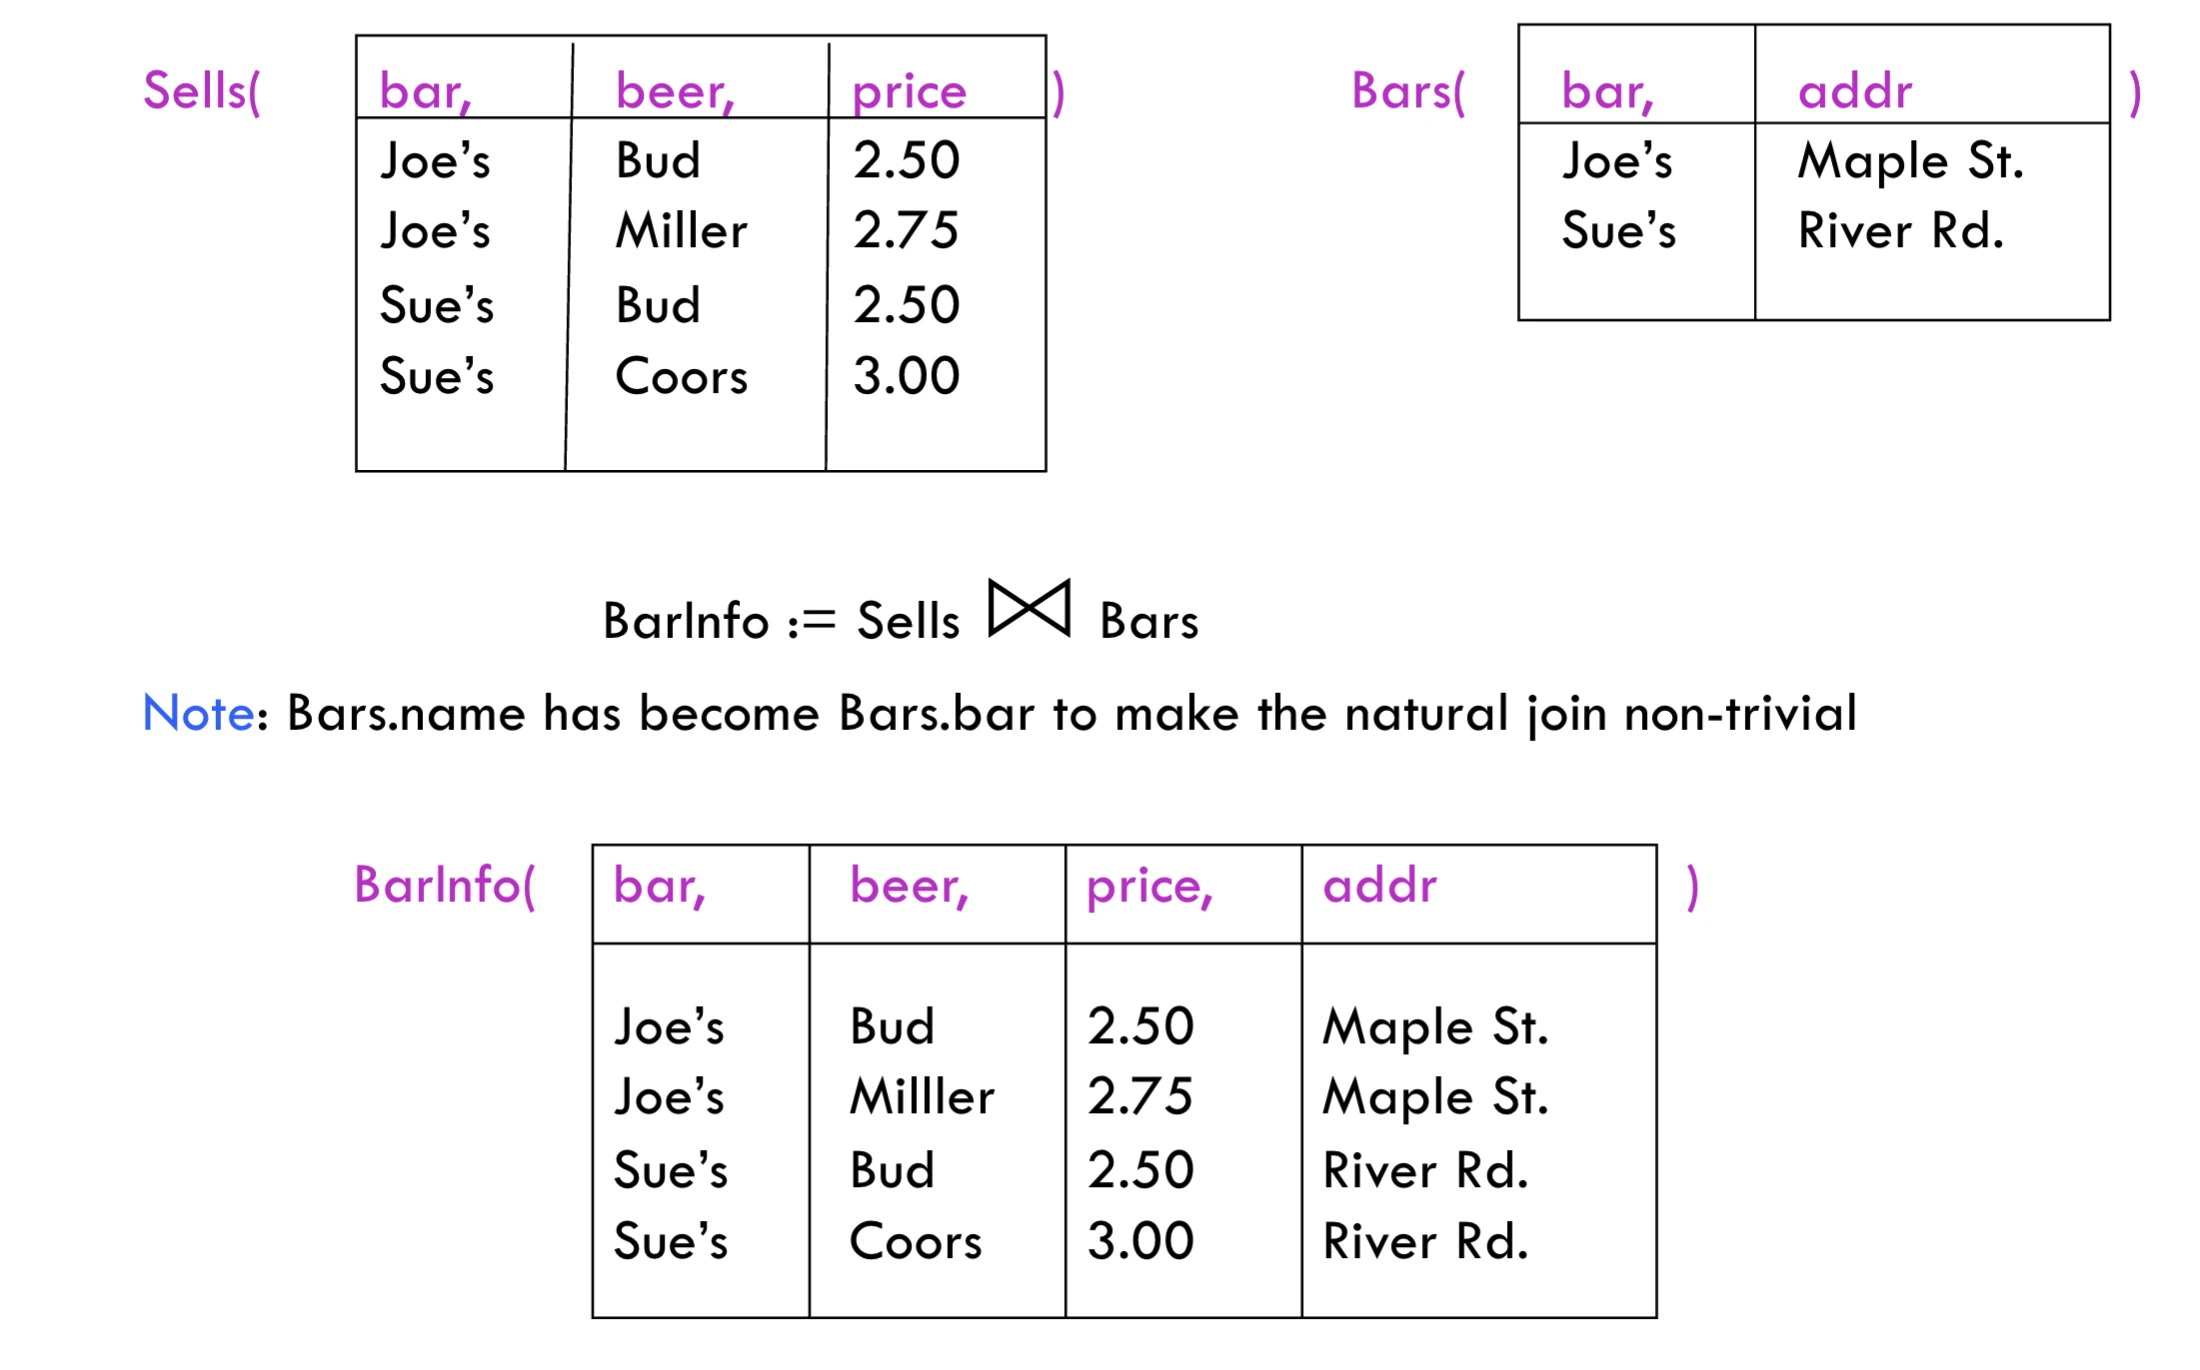 Sells( bar, beer, price )
Joe’s Bud 2.50
Joe’s Miller 2.75
Sue’s Bud 2.50
Sue’s Coors 3.00
Bars( bar, addr )
Joe’s Maple St.
Sue’s River Rd.
BarInfo := Sells ⋈ Bars
Note: Bars.name has become Bars.bar to make the natural join non-trivial
BarInfo( bar, beer, price, addr )
Joe’s Bud 2.50 Maple St.
Joe’s Milller 2.75 Maple St.
Sue’s Bud 2.50 River Rd.
Sue’s Coors 3.00 River Rd.